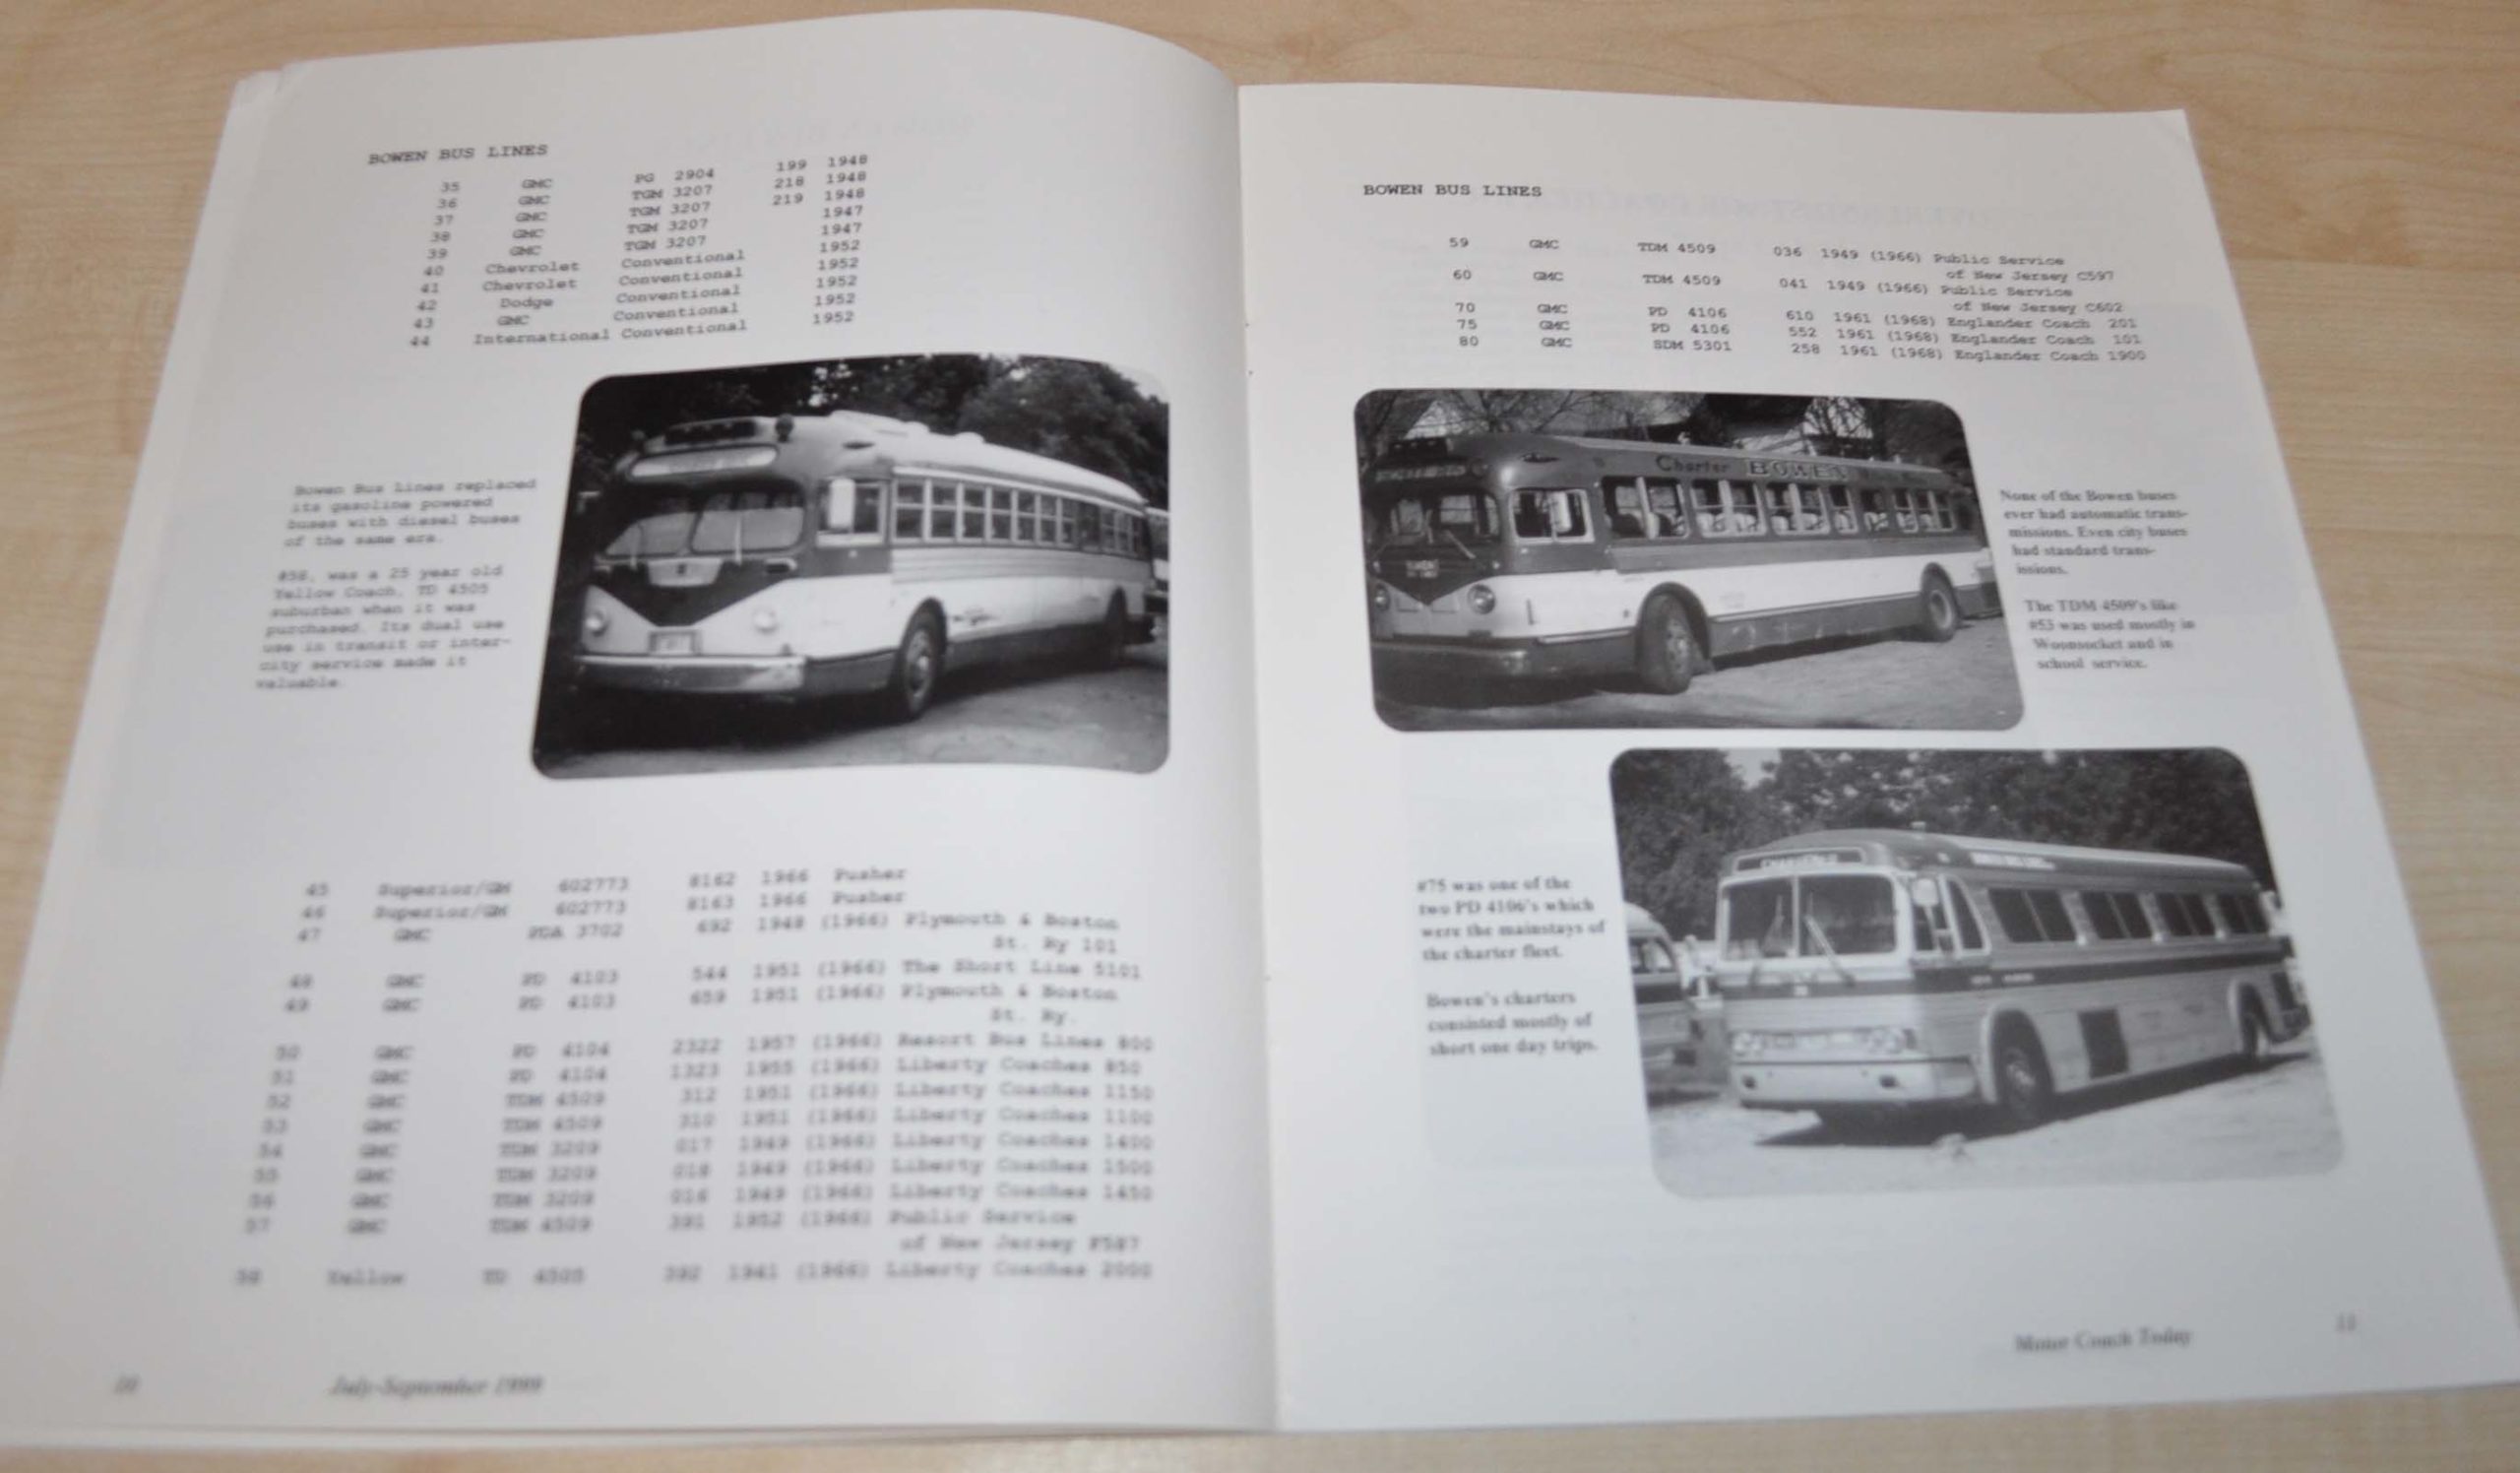 BOWEN BUS LINES
35 GMC PG 2904 199 1948
36 GMC TGM 3207 218 1948
37 GMC TGM 3207 219 1948
38 GMC TGM 3207 1947
39 GMC TGM 3207 1947
40 Chevrolet Conventional 1952
41 Chevrolet Conventional 1952
42 Dodge Conventional 1952
43 GMC Conventional 1952
44 International Conventional 1952
Bowen Bus Lines replaced
its gasoline powered
buses with diesel buses
of the same era.
#58, was a 25 year old
Yellow Coach, TD 4505
suburban when it was
purchased. Its dual use
use in transit or inter-
city service made it
valuable.
45 Superior/GM 602773 8162 1966 Pusher
46 Superior/GM 602773 8163 1966 Pusher
47 GMC PDA 3702 692 1948 (1966) Plymouth & Boston
St. Ry 101
48 GMC PD 4103 544 1951 (1966) The Short Line 5101
49 GMC PD 4103 659 1951 (1966) Plymouth & Boston
St. Ry.
50 GMC PD 4104 2322 1957 (1966) Resort Bus Lines 800
51 GMC PD 4104 1323 1955 (1966) Liberty Coaches 850
52 GMC TDM 4509 312 1951 (1966) Liberty Coaches 1150
53 GMC TDM 4509 310 1951 (1966) Liberty Coaches 1100
54 GMC 3209 017 1949 (1966) Liberty Coaches 1400
55 GMC 3209 018 1949 (1966) Liberty Coaches 1500
56 GMC 3209 016 1949 (1966) Liberty Coaches 1450
57 GMC TDM 4509 391 1952 (1966) Public Service
of New Jersey
58 Yellow TD 4505 392 1941 (1966) Liberty Coaches 2000
10 July-September 1999
BOWEN BUS LINES
59 GMC TDM 4509 036 1949 (1966) Public Service
of New Jersey C597
60 GMC TDM 4509 041 1949 (1966) Public Service
of New Jersey C602
70 GMC PD 4106 610 1961 (1968) Englander Coach 201
75 GMC PD 4106 552 1961 (1968) Englander Coach 101
80 GMC SDM 5301 258 1961 (1968) Englander Coach 1900
Charter BOWEN
None of the Bowen buses
ever had automatic trans-
missions. Even city buses
had standard trans-
issions.
The TDM 4509's like
#53 was used mostly in
Woonsocket and in
school service.
CHARTERED
#75 was one of the
two PD 4106's which
were the mainstays of
the charter fleet.
Bowen's charters
consisted mostly of
short one day trips.
Motor Coach Today 11